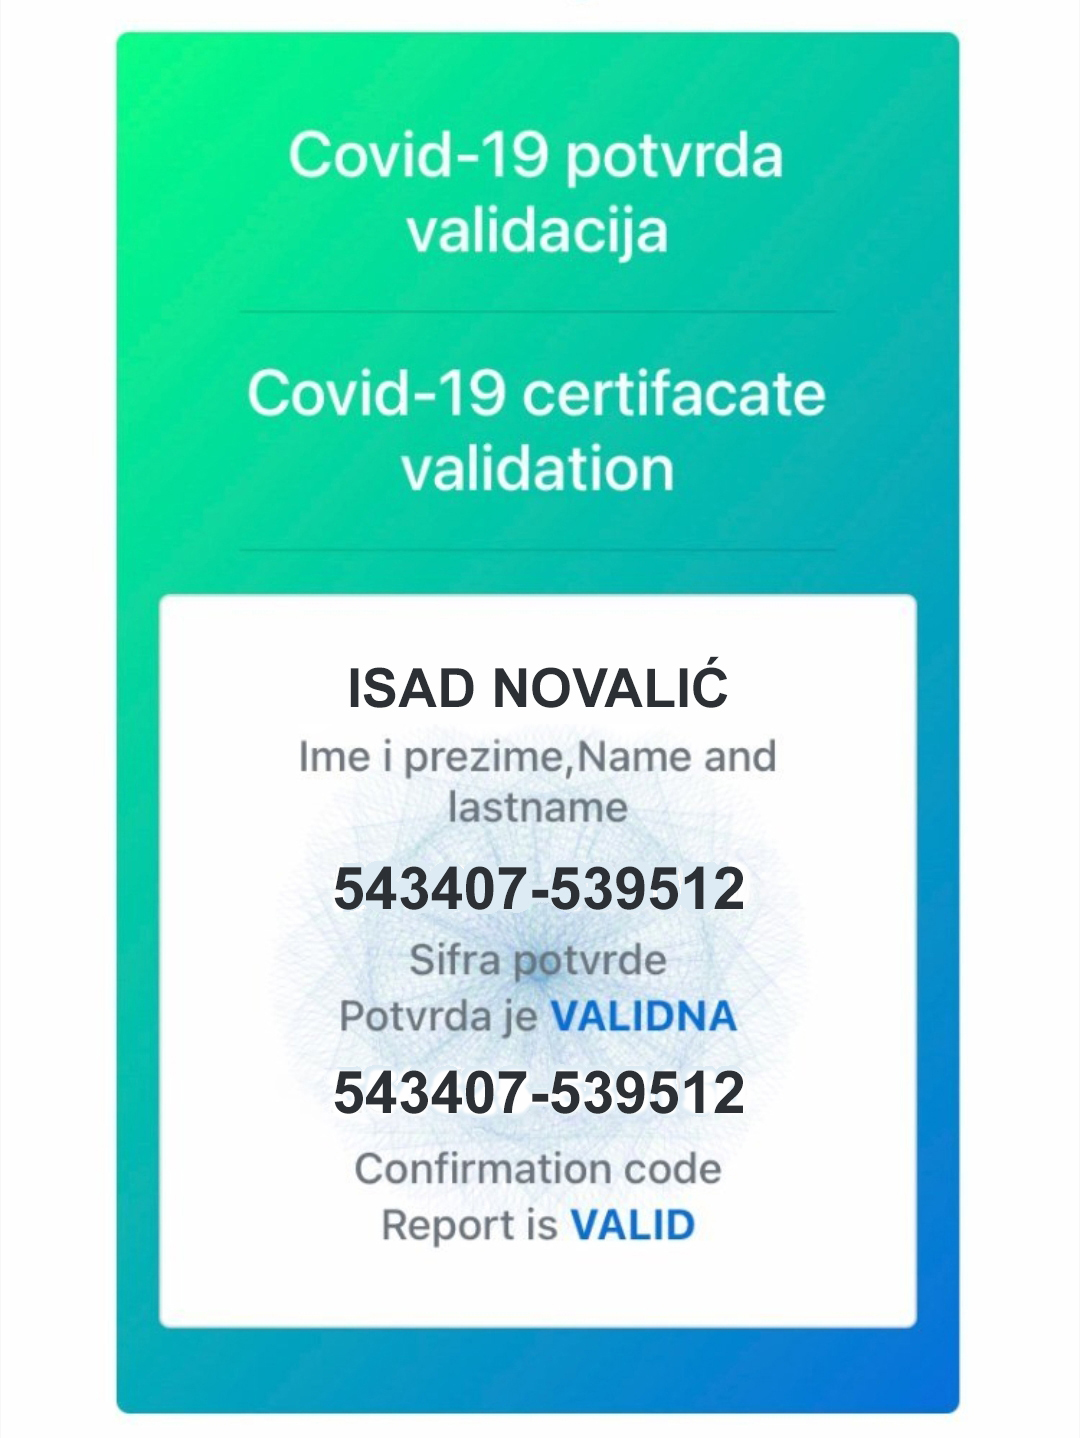 Covid-19 potvrda
validacija
Covid-19 certifacate
validation
ISAD NOVALIĆ
Ime i prezime,Name and
lastname
543407-539512
Sifra potvrde
Potvrda je VALIDNA
543407-539512
Confirmation code
Report is VALID